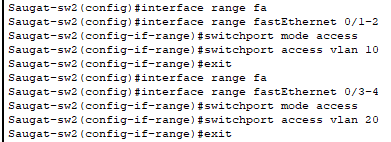 Saugat-sw2(config)#interface range fa
Saugat-sw2(config)#interface range fastEthernet 0/1-2
Saugat-sw2(config-if-range)#switchport mode access
Saugat-sw2(config-if-range)#switchport access vlan 10
Saugat-sw2(config-if-range)#exit
Saugat-sw2(config)#interface range fa
Saugat-sw2(config)#interface range fastEthernet 0/3-4
Saugat-sw2(config-if-range)#switchport mode access
Saugat-sw2(config-if-range)#switchport access vlan 20
Saugat-sw2(config-if-range)#exit